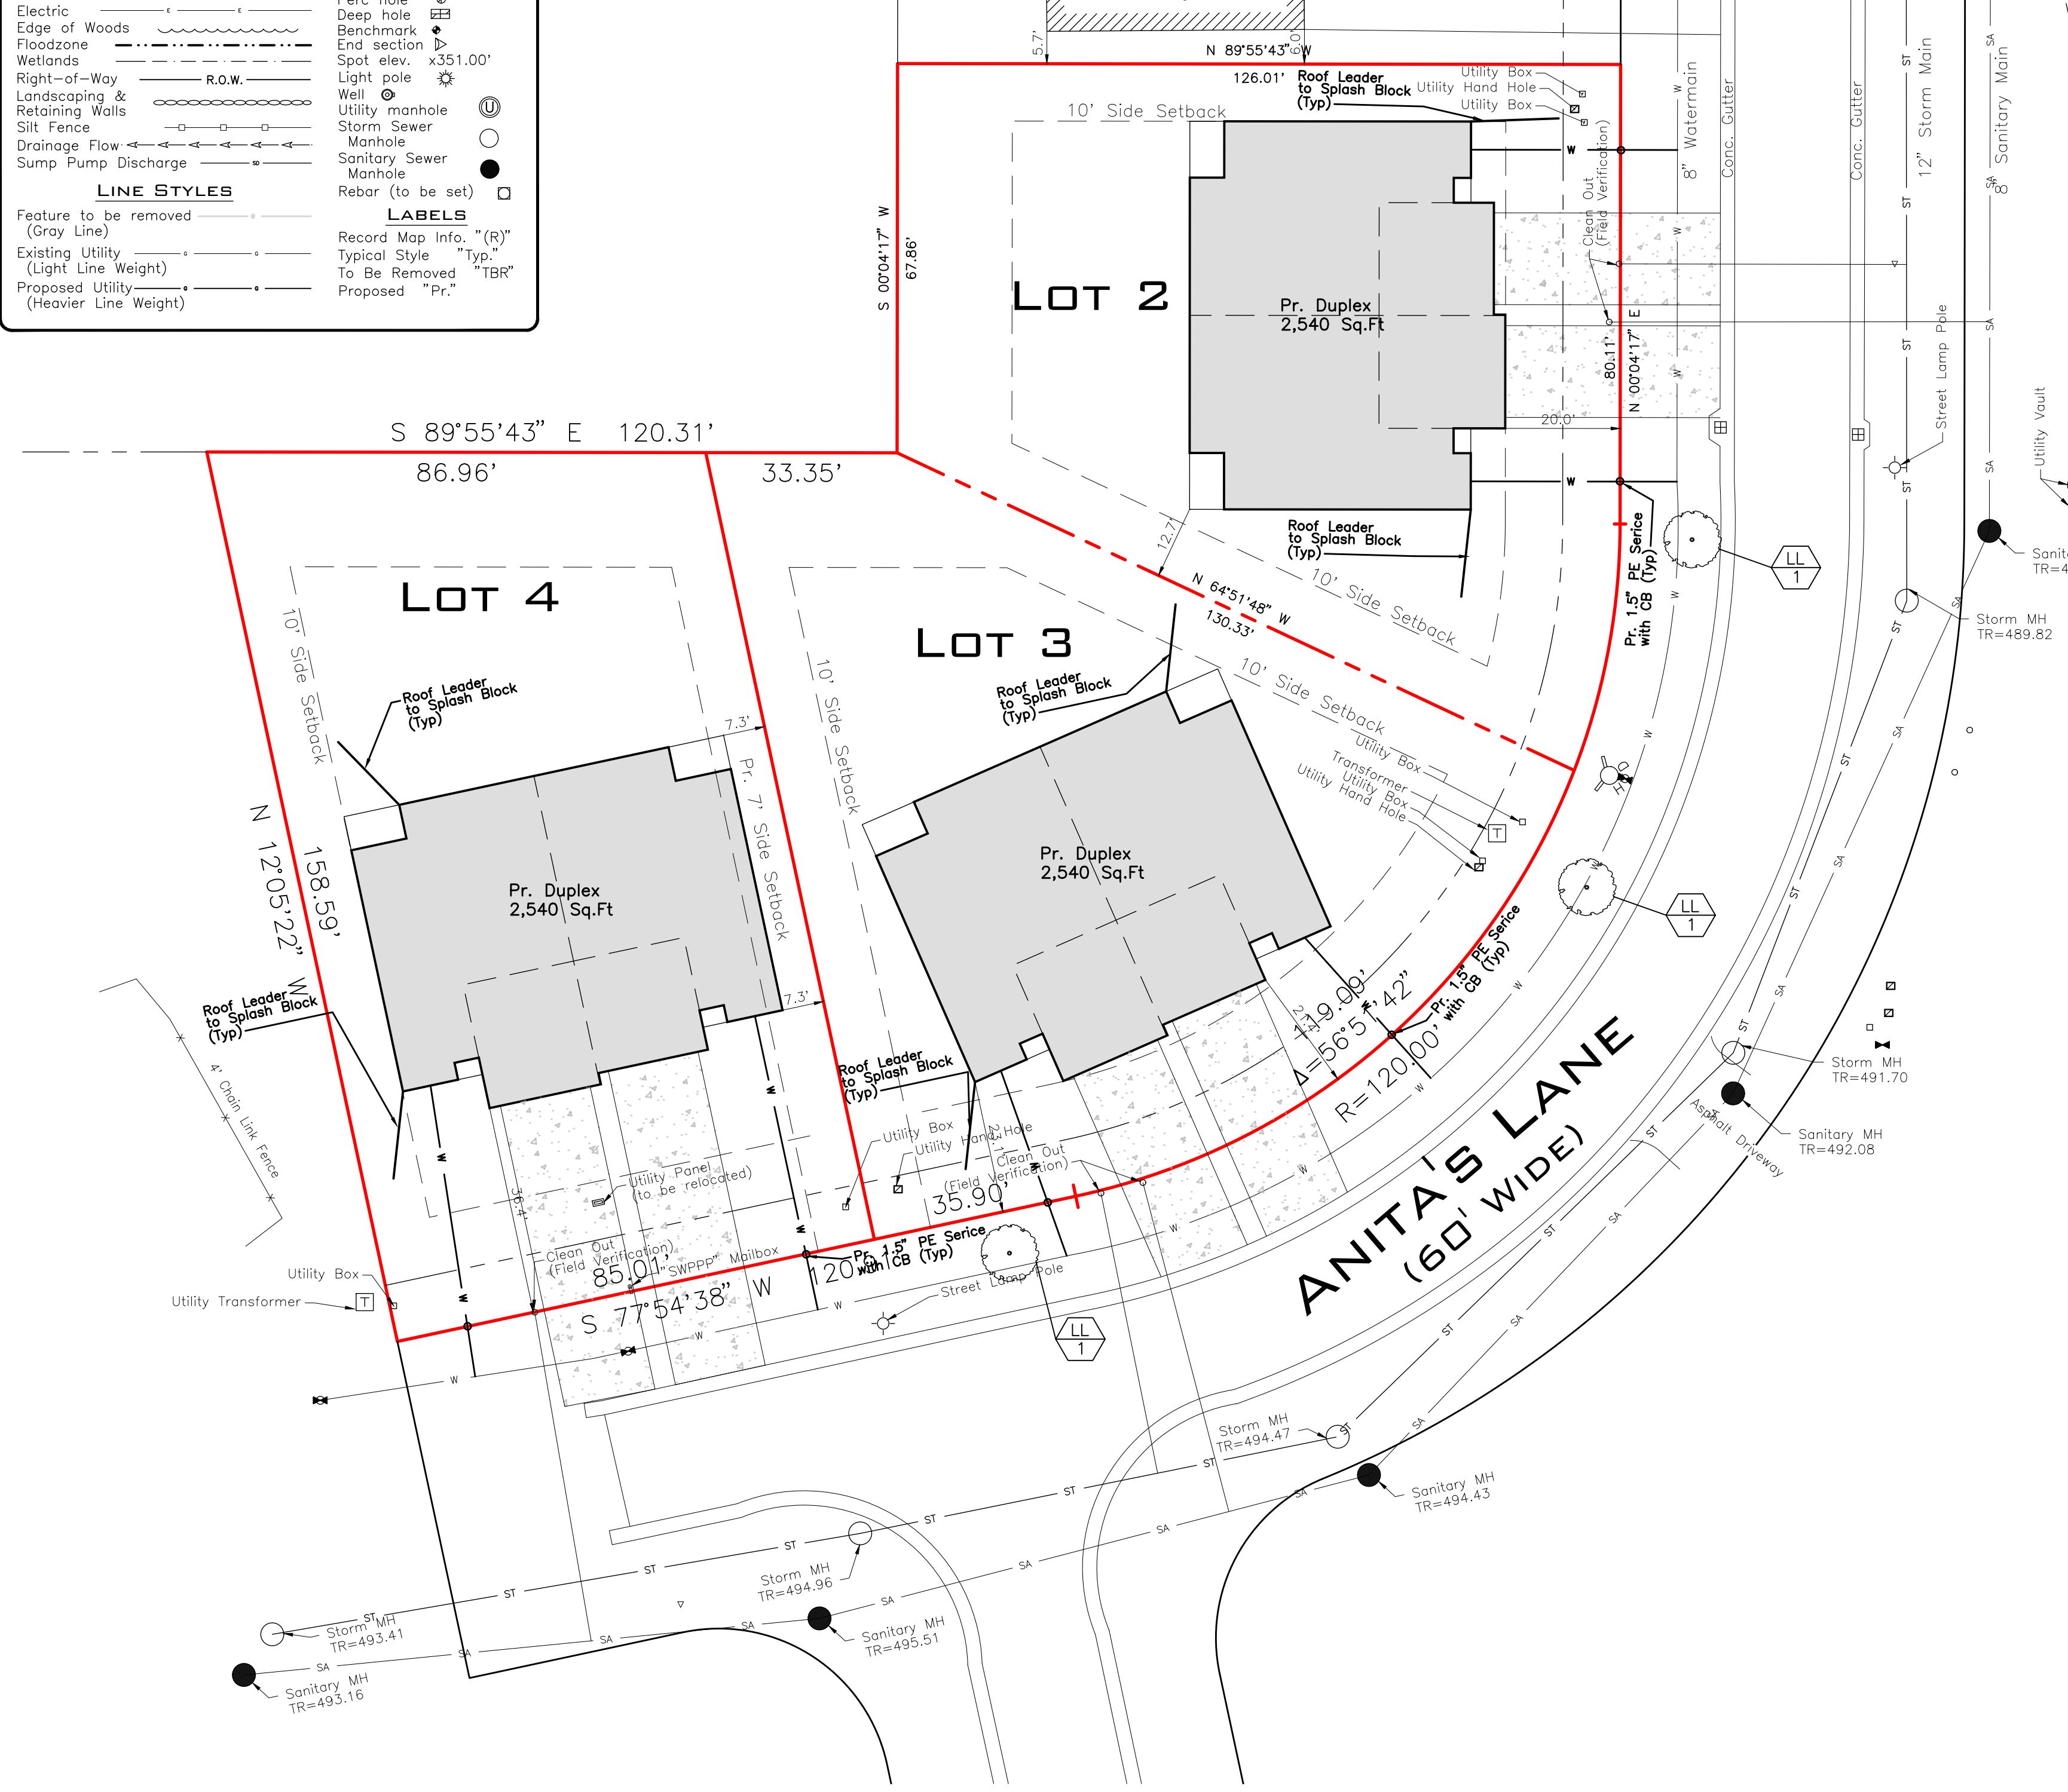 Electric
E E
Edge of Woods
Floodzone
Wetlands
Right-of-Way
R.O.W.
Landscaping &
Retaining Walls
Silt Fence
Drainage Flow
Sump Pump Discharge
SD
LINE STYLES
Feature to be removed
(Gray Line)
Existing Utility
G G
(Light Line Weight)
Proposed Utility
G G
(Heavier Line Weight)
Perc hole
Deep hole
Benchmark
End section
Spot elev. x351.00'
Light pole
Well
Utility manhole
U
Storm Sewer
Manhole
Sanitary Sewer
Manhole
Rebar (to be set)
LABELS
Record Map Info. "(R)"
Typical Style "Typ."
To Be Removed "TBR"
Proposed "Pr."
5.7'
6.0'
N 89°55'43" W
126.01'
Roof Leader
to Splash Block
(Typ)
Utility Box
Utility Hand Hole
Utility Box
10' Side Setback
S 00°04'17" W
67.86'
LOT 2
Pr. Duplex
2,540 Sq.Ft
W
W
Clean Out
(Field Verification)
80.11'
N 00°04'17" E
20.0'
8" Watermain
Conc. Gutter
Conc. Gutter
12" Storm Main
8" Sanitary Main
Street Lamp Pole
Utility Vault
12.7'
Roof Leader
to Splash Block
(Typ)
Pr. 1.5" PE Serice
with CB (Typ)
LL
1
Storm MH
TR=489.82
N 64°51'48" W
130.33'
10' Side Setback
10' Side Setback
S 89°55'43" E 120.31'
86.96'
33.35'
LOT 4
10' Side Setback
Roof Leader
to Splash Block
(Typ)
LOT 3
Roof Leader
to Splash Block
(Typ)
10' Side Setback
7.3'
Pr. 7' Side Setback
7.3'
N 12°05'22" W
158.59'
Pr. Duplex
2,540 Sq.Ft
Pr. Duplex
2,540 Sq.Ft
Utility Box
Transformer
Utility Box
Utility Hand Hole
T
HYD
LL
1
Roof Leader
to Splash Block
(Typ)
4' Chain Link Fence
Roof Leader
to Splash Block
(Typ)
119.09'
Δ=56°51'42"
R=120.00'
21.4'
Pr. 1.5" PE Serice
with CB (Typ)
Utility Box
Utility Hand Hole
Clean Out
(Field Verification)
35.90'
Utility Panel
(to be relocated)
36.4'
Clean Out
(Field Verification)
"SWPPP" Mailbox
85.01'
S 77°54'38" W
Pr. 1.5" PE Serice
with CB (Typ)
Street Lamp Pole
LL
1
Utility Box
Utility Transformer
T
ANITA'S LANE
(60' WIDE)
Storm MH
TR=491.70
Sanitary MH
TR=492.08
Asphalt Driveway
Storm MH
TR=494.47
Sanitary MH
TR=494.43
Storm MH
TR=494.96
Sanitary MH
TR=495.51
Storm MH
TR=493.41
Sanitary MH
TR=493.16